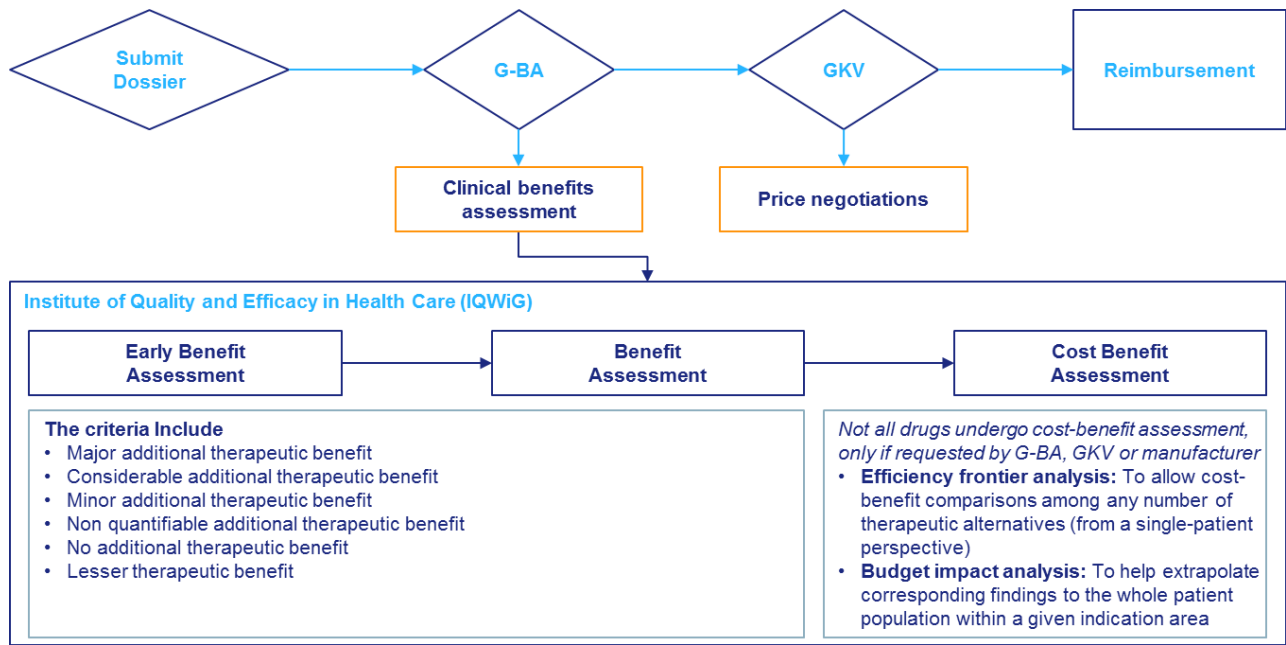 Submit
Dossier
G-BA
GKV
Reimbursement
Clinical benefits
assessment
Price negotiations
Institute of Quality and Efficacy in Health Care (IQWiG)
Early Benefit
Assessment
Benefit
Assessment
Cost Benefit
Assessment
The criteria Include
• Major additional therapeutic benefit
• Considerable additional therapeutic benefit
• Minor additional therapeutic benefit
• Non quantifiable additional therapeutic benefit
• No additional therapeutic benefit
• Lesser therapeutic benefit
Not all drugs undergo cost-benefit assessment,
only if requested by G-BA, GKV or manufacturer
• Efficiency frontier analysis: To allow cost-
benefit comparisons among any number of
therapeutic alternatives (from a single-patient
perspective)
• Budget impact analysis: To help extrapolate
corresponding findings to the whole patient
population within a given indication area